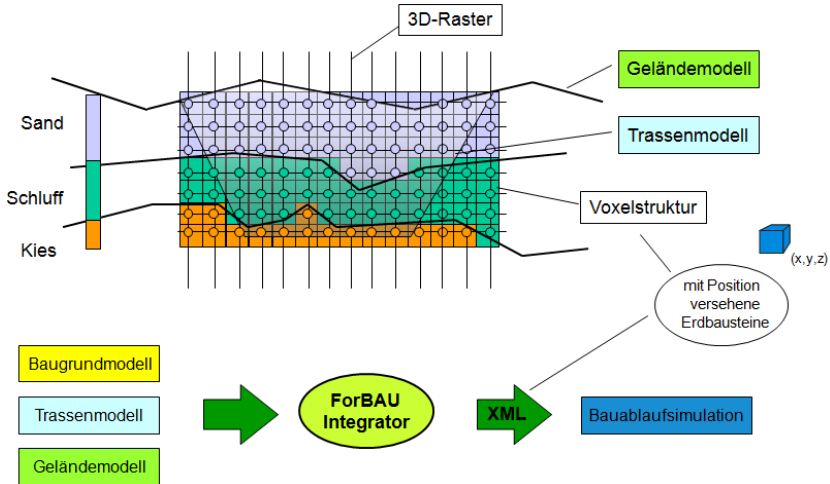 3D-Raster
Geländemodell
Sand
Trassenmodell
Schluff
Voxelstruktur
Kies
(x,y,z)
mit Position
versehene
Erdbausteine
Baugrundmodell
Trassenmodell
Geländemodell
ForBAU
Integrator
XML
Bauablaufsimulation